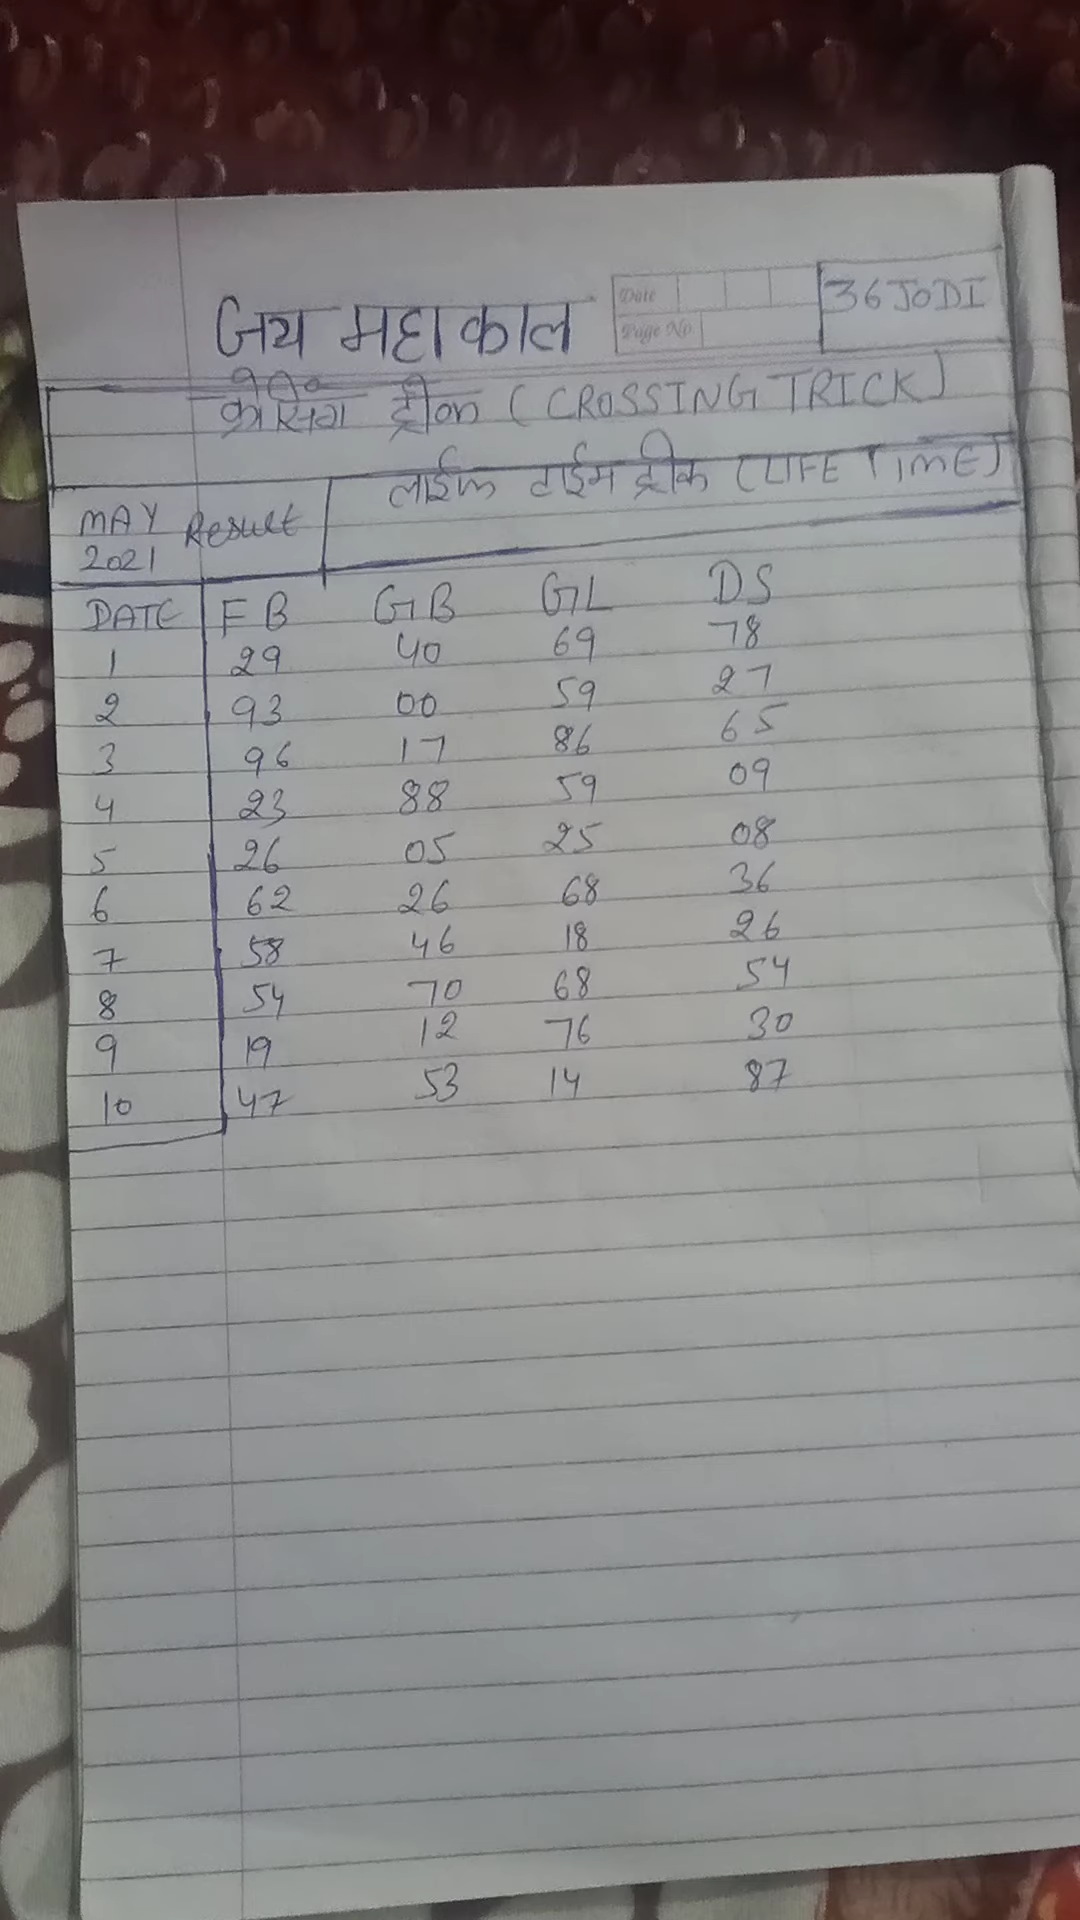 जय महाकाल
Date
Page No
36 JODI
क्रोसिंग ट्रीक (CROSSING TRICK)
लाईफ टाईम ट्रीक (LIFE TIME)
MAY 2021 Result
DATE FB GB GL DS
1 29 40 69 78
2 93 00 59 27
3 96 17 86 65
4 23 88 59 09
5 26 05 25 08
6 62 26 68 36
7 58 46 18 26
8 54 70 68 54
9 19 12 76 30
10 47 53 14 87